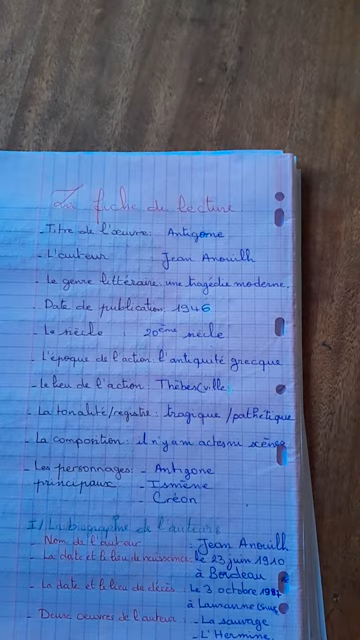 La fiche de lecture
- Titre de l'œuvre: Antigone
- L'auteur Jean Anouilh
- Le genre littéraire: une tragédie moderne.
- Date de publication: 1946
- Le siècle : 20ème siècle
- L'époque de l'action: l'antiquité grecque
- Le lieu de l'action: Thèbes (ville
- La tonalité/registre: tragique / pathétique
- La composition: il n'y a ni actes ni scènes
- Les personnages: - Antigone
principaux - Ismène
- Créon
I/ La biographie de l'auteur:
- Nom de l'auteur : Jean Anouilh
- La date et le lieu de naissance: Le 23 juin 1910
à Bordeau
- La date et le lieu de décès: Le 3 octobre 1987
à Lausanne
- Deux œuvres de l'auteur: - La sauvage
- L'Hermine